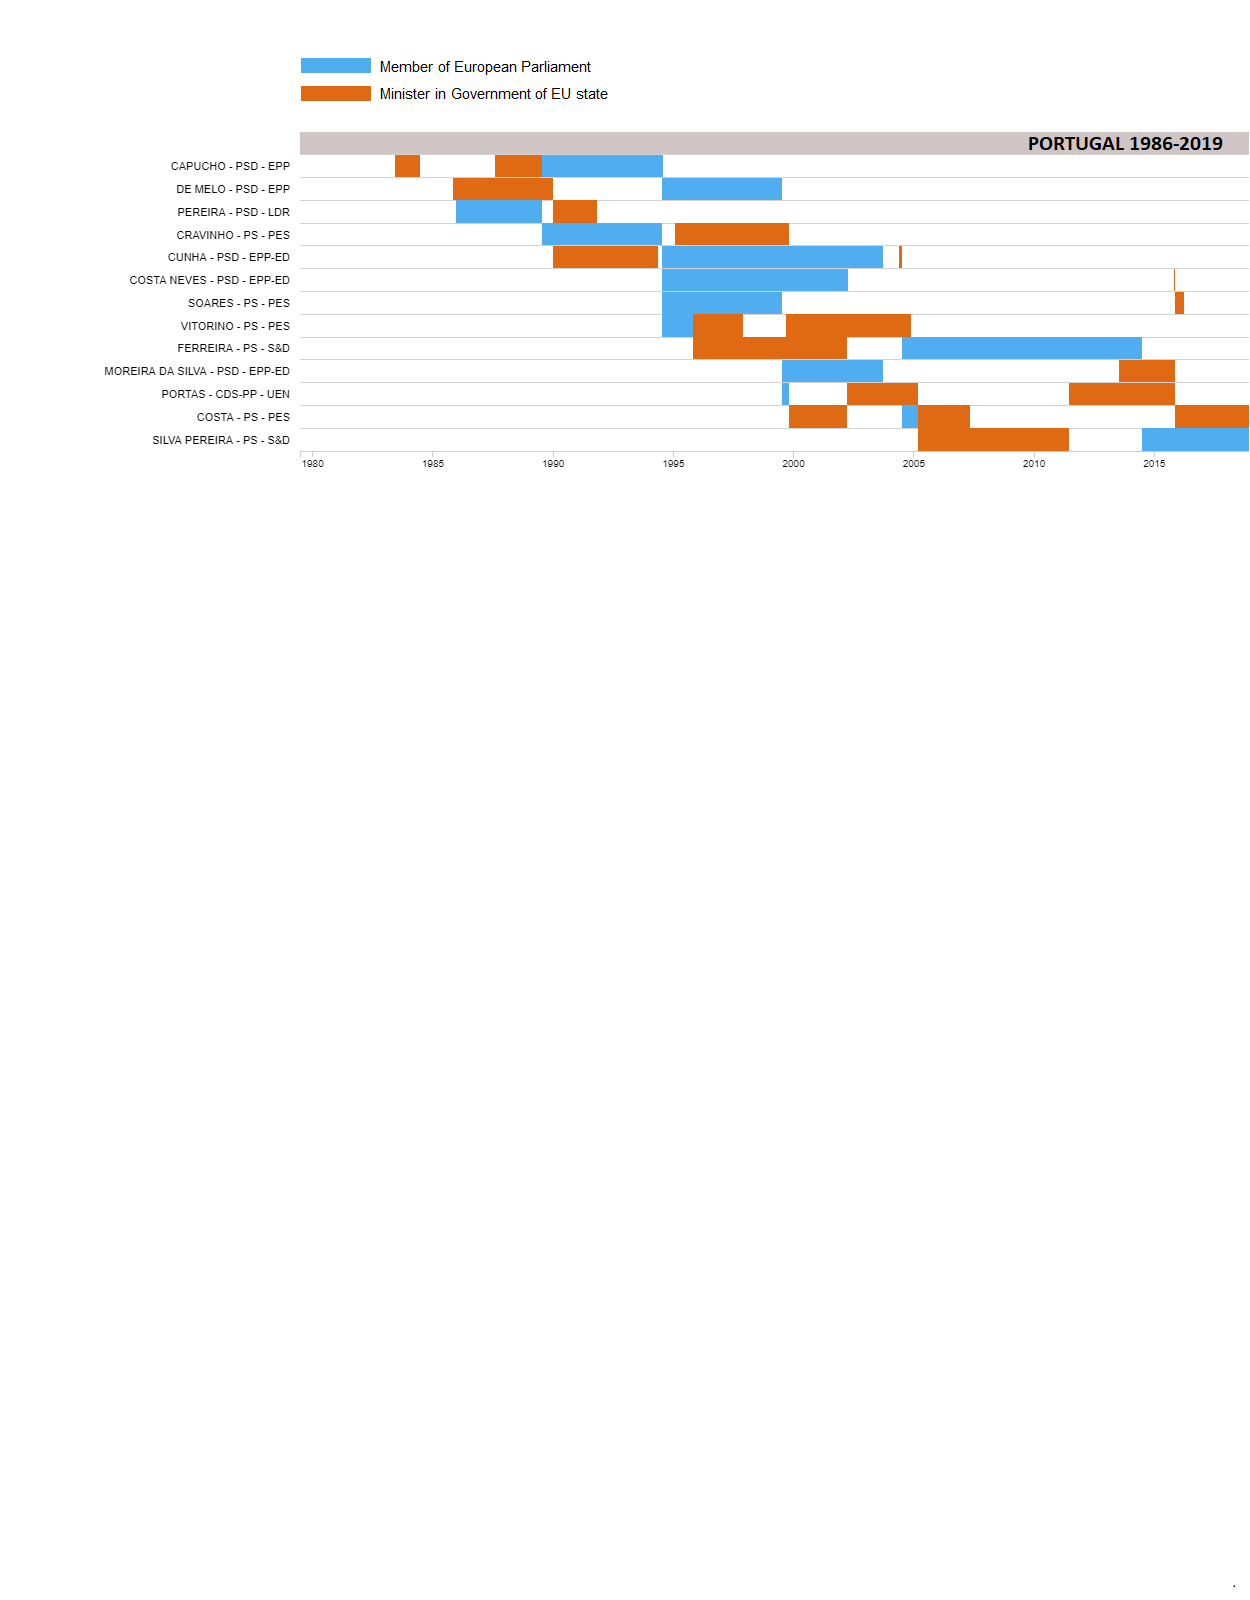 Member of European Parliament
Minister in Government of EU state
PORTUGAL 1986-2019
CAPUCHO - PSD - EPP
DE MELO - PSD - EPP
PEREIRA - PSD - LDR
CRAVINHO - PS - PES
CUNHA - PSD - EPP-ED
COSTA NEVES - PSD - EPP-ED
SOARES - PS - PES
VITORINO - PS - PES
FERREIRA - PS - S&D
MOREIRA DA SILVA - PSD - EPP-ED
PORTAS - CDS-PP - UEN
COSTA - PS - PES
SILVA PEREIRA - PS - S&D
1980 1985 1990 1995 2000 2005 2010 2015
.